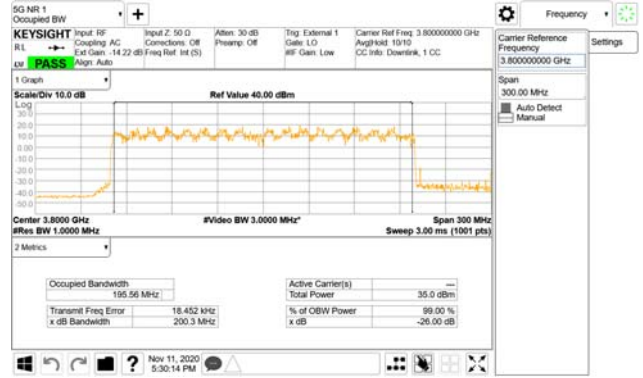 5G NR 1
Occupied BW
+
Frequency
KEYSIGHT
RL
PASS
Input: RF
Coupling: AC
Ext Gain: -14.22 dB
Align: Auto
Input Z: 50 Ω
Corrections: Off
Freq Ref: Int (S)
Atten: 30 dB
Preamp: Off
Trig: External 1
Gate: LO
#IF Gain: Low
Carrier Ref Freq: 3.800000000 GHz
Avg|Hold: 10/10
CC Info: Downlink, 1 CC
Carrier Reference
Frequency
3.800000000 GHz
Settings
Span
300.00 MHz
Auto Detect
Manual
1 Graph
Scale/Div 10.0 dB
Ref Value 40.00 dBm
Log
30.0
20.0
10.0
0.00
-10.0
-20.0
-30.0
-40.0
-50.0
Center 3.8000 GHz
#Video BW 3.0000 MHz*
Span 300 MHz
#Res BW 1.0000 MHz
Sweep 3.00 ms (1001 pts)
2 Metrics
Occupied Bandwidth
195.56 MHz
Active Carrier(s)
---
Total Power 35.0 dBm
Transmit Freq Error 18.452 kHz
% of OBW Power 99.00 %
x dB Bandwidth 200.3 MHz
x dB -26.00 dB
?
Nov 11, 2020
5:30:14 PM